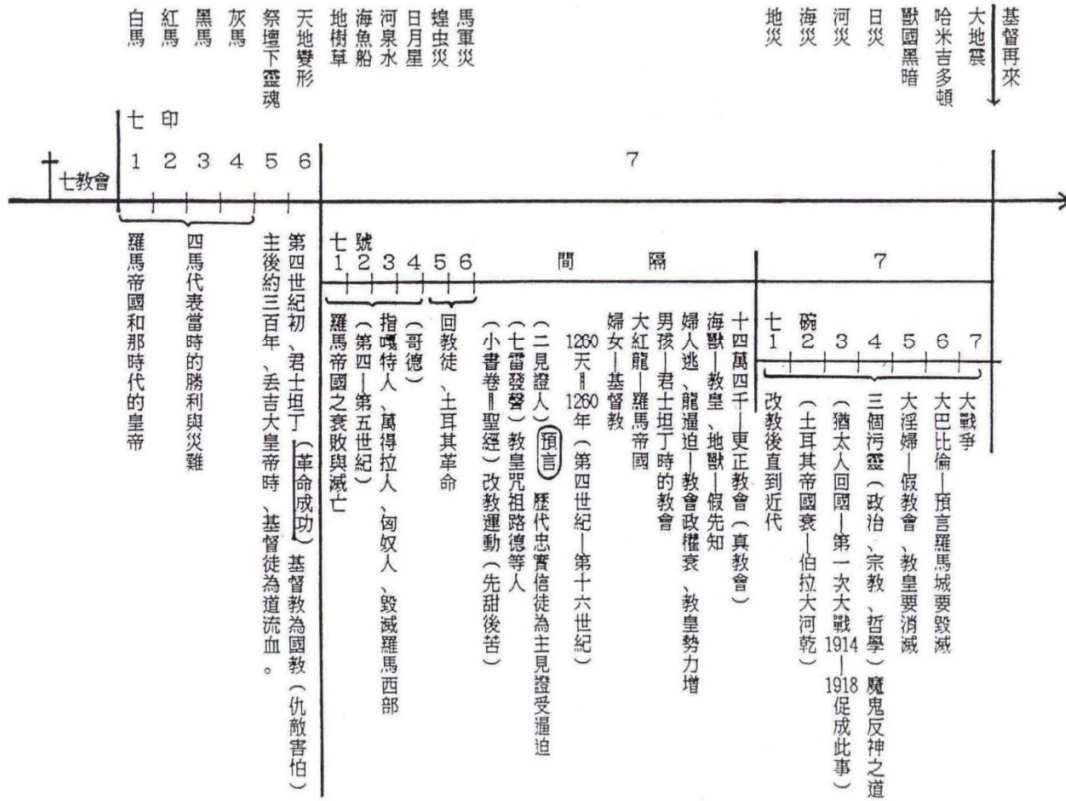 白馬
紅馬
黑馬
灰馬
祭壇下靈魂
天地變形
地樹草
海魚船
河泉水
日月星
蝗虫災
馬軍災
地災
海災
河災
日災
獸國黑暗
哈米吉多頓
大地震
基督再來
七印
1 2 3 4 5 6 7
七教會
羅馬帝國和那時代的皇帝
四馬代表當時的勝利與災難
主後約三百年、丢吉大皇帝時、基督徒為道流血。
第四世紀初、君士坦丁(革命成功)基督教為國教(仇敵害怕)
七號
1 2 3 4 5 6 間隔 7
羅馬帝國之衰敗與滅亡
(第四—第五世紀)
指嘎特人、萬得拉人、匈奴人、毀滅羅馬西部
(哥德)
回教徒、土耳其革命
(小書卷=聖經)改教運動(先甜後苦)
(七雷發聲)教皇咒祖路德等人
(二見證人)預言 歷代忠實信徒為主見證受逼迫
1260天=1260年(第四世紀—第十六世紀)
婦女—基督教
大紅龍—羅馬帝國
男孩—君士坦丁時的教會
婦人逃、龍逼迫—教會政權衰、教皇勢力增
海獸—教皇、地獸—假先知
十四萬四千—更正教會(真教會)
七碗
1 2 3 4 5 6 7
改教後直到近代
(土耳其帝國衰—伯拉大河乾)
(猶太人回國—第一次大戰1914—1918促成此事)
三個污靈(政治、宗教、哲學)魔鬼反神之道
大淫婦—假教會、教皇要消滅
大巴比倫—預言羅馬城要毀滅
大戰爭